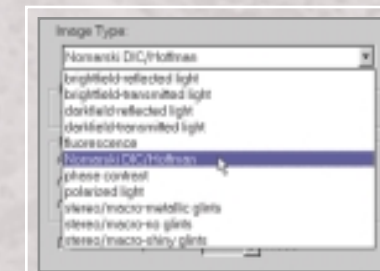 Image Type:
Nomarski DIC/Hoffman
brightfield-reflected light
brightfield-transmitted light
darkfield-reflected light
darkfield-transmitted light
fluorescence
Nomarski DIC/Hoffman
phase contrast
polarized light
stereo/macro-metallic glints
stereo/macro-no glints
stereo/macro-shiny glints